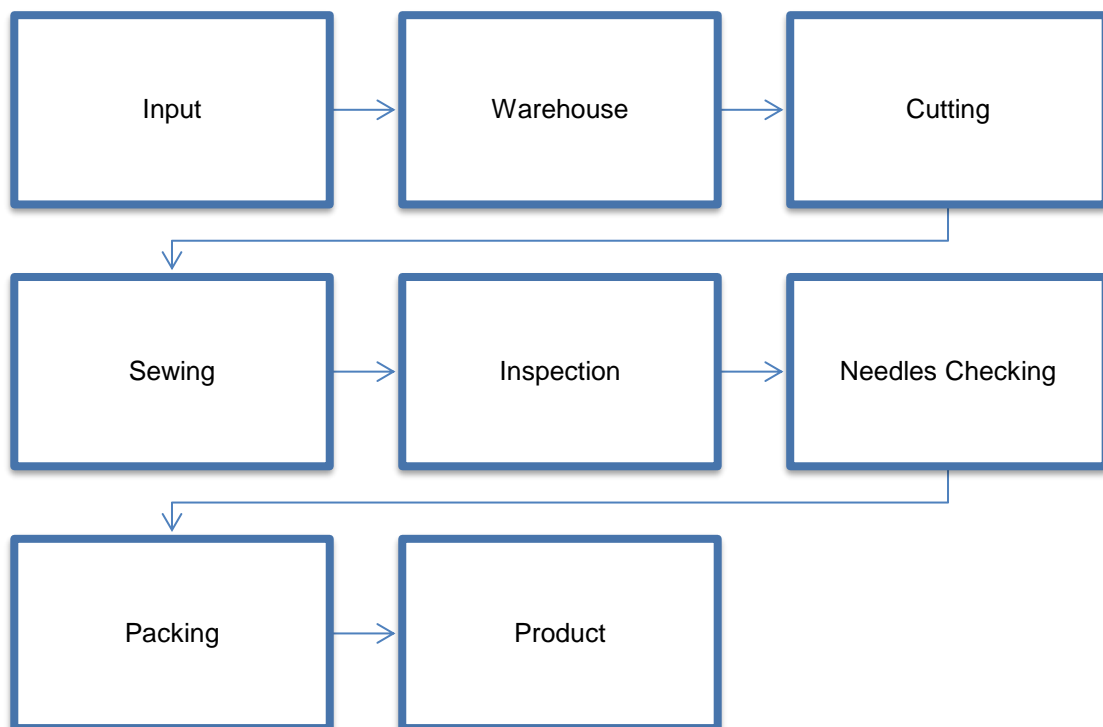 Input
Warehouse
Cutting
Sewing
Inspection
Needles Checking
Packing
Product